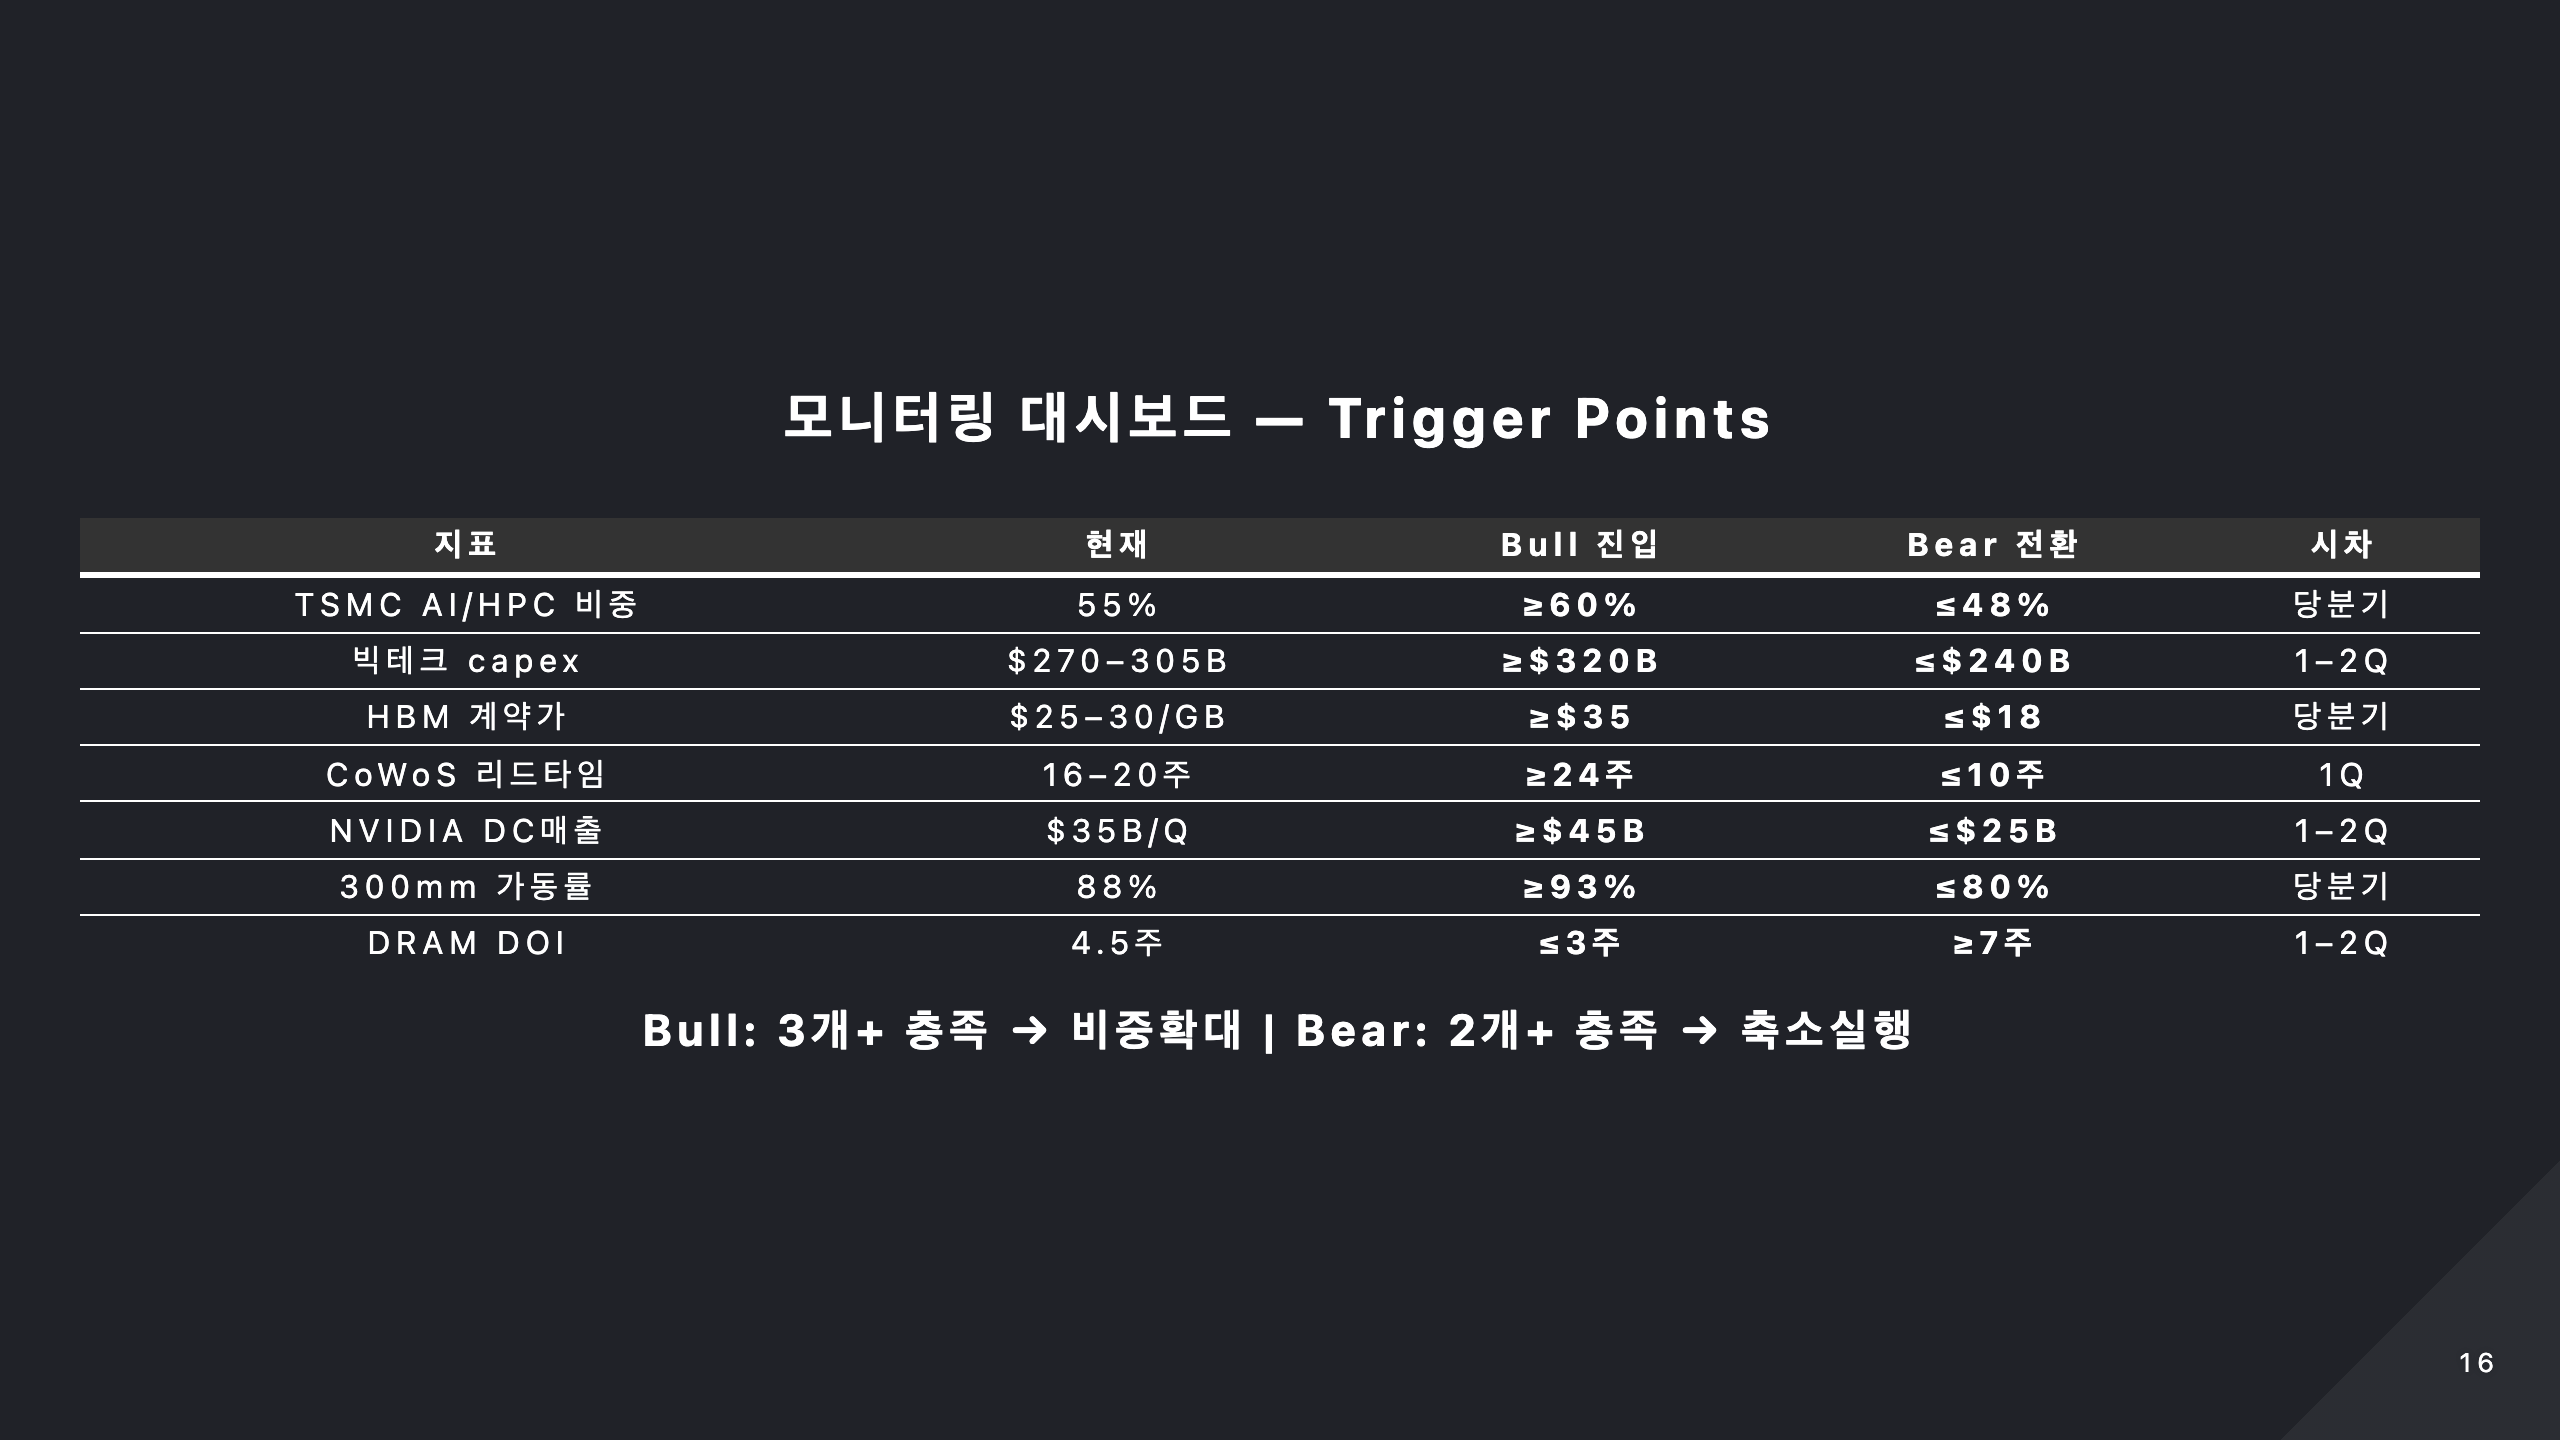 모니터링 대시보드 — Trigger Points
지표 현재 Bull 진입 Bear 전환 시차
TSMC AI/HPC 비중 55% ≥60% ≤48% 당분기
빅테크 capex $270–305B ≥$320B ≤$240B 1–2Q
HBM 계약가 $25–30/GB ≥$35 ≤$18 당분기
CoWoS 리드타임 16–20주 ≥24주 ≤10주 1Q
NVIDIA DC매출 $35B/Q ≥$45B ≤$25B 1–2Q
300mm 가동률 88% ≥93% ≤80% 당분기
DRAM DOI 4.5주 ≤3주 ≥7주 1–2Q
Bull: 3개+ 충족 → 비중확대 | Bear: 2개+ 충족 → 축소실행
16